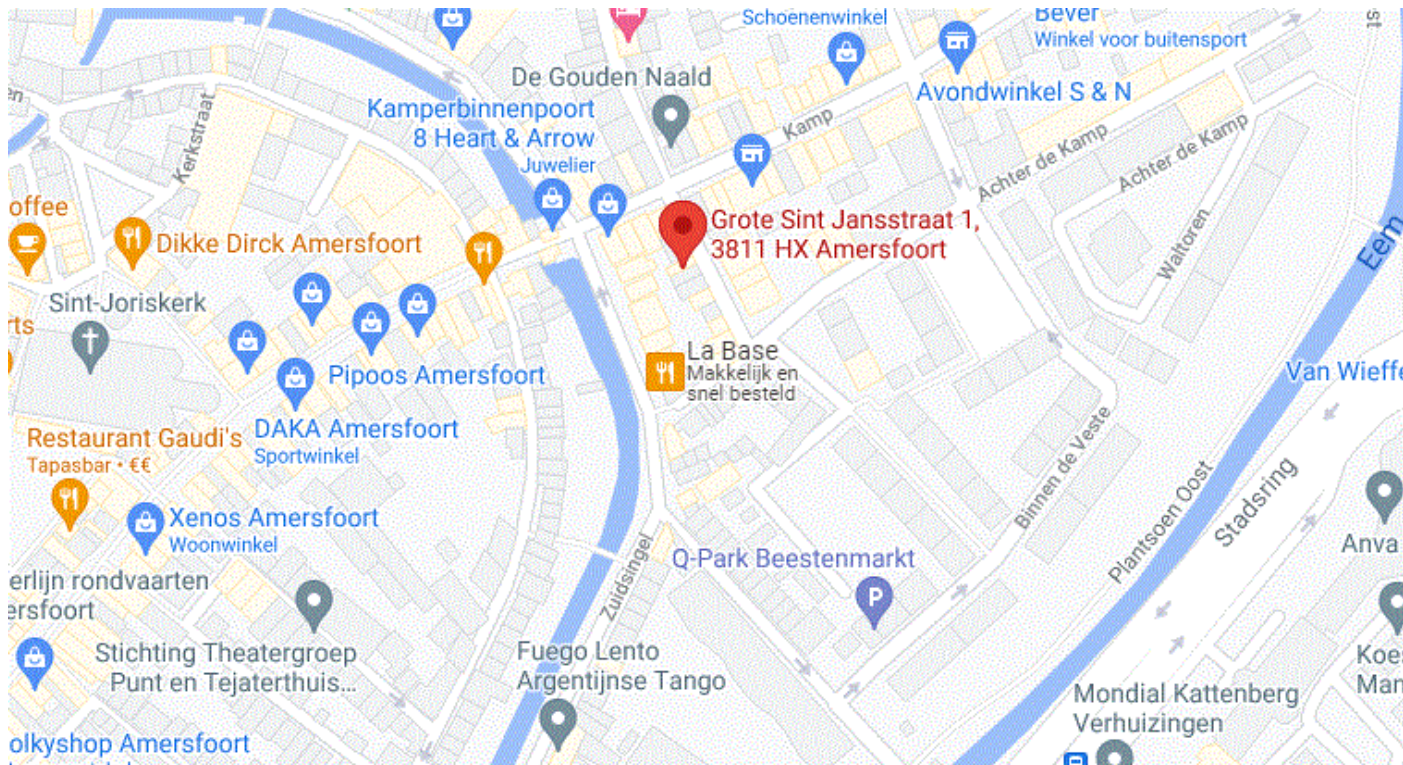 Schoenenwinkel
Bever
Winkel voor buitensport
De Gouden Naald
Avondwinkel S & N
Kamperbinnenpoort
8 Heart & Arrow
Juwelier
Kamp
Kerkstraat
Achter de Kamp
Achter de Kamp
offee
Dikke Dirck Amersfoort
Grote Sint Jansstraat 1,
3811 HX Amersfoort
Waltoren
Eem
Sint-Joriskerk
rts
La Base
Makkelijk en
snel besteld
Pipoos Amersfoort
Van Wieffe
Restaurant Gaudi's
Tapasbar • €€
DAKA Amersfoort
Sportwinkel
Binnen de Veste
Plantsoen Oost
Stadsring
Xenos Amersfoort
Woonwinkel
Anva
Q-Park Beestenmarkt
P
Zuidsingel
erlijn rondvaarten
ersfoort
Stichting Theatergroep
Punt en Tejaterthuis...
Fuego Lento
Argentijnse Tango
Koes
Man
Mondial Kattenberg
Verhuizingen
olkyshop Amersfoort